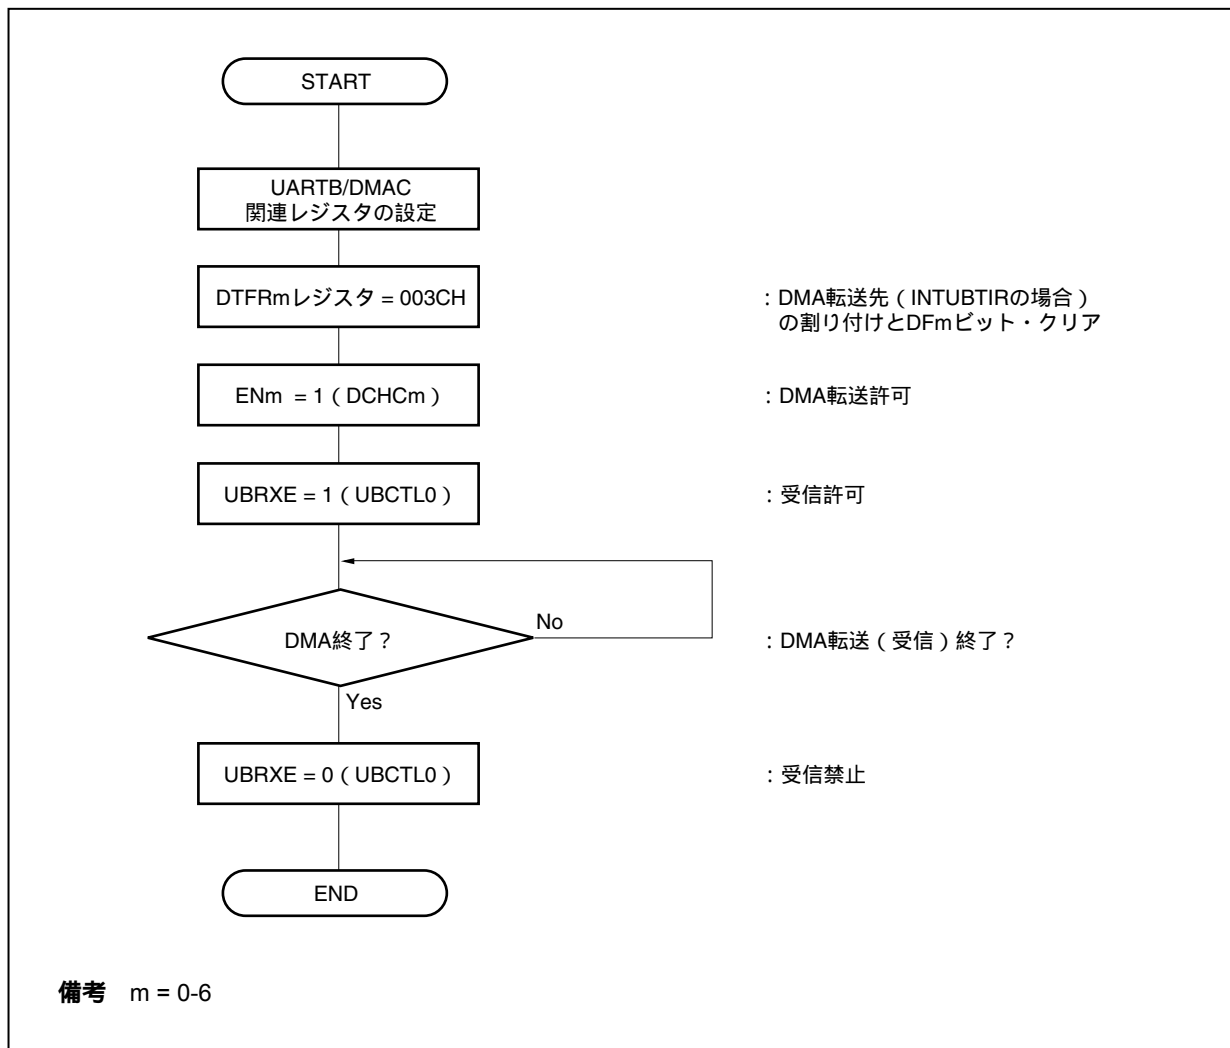 START
UARTB/DMAC
関連レジスタの設定
DTFRmレジスタ = 003CH
：DMA転送先（INTUBTIRの場合）
の割り付けとDFmビット・クリア
ENm = 1（DCHCm）
：DMA転送許可
UBRXE = 1（UBCTL0）
：受信許可
DMA終了？
No
：DMA転送（受信）終了？
Yes
UBRXE = 0（UBCTL0）
：受信禁止
END
備考 m = 0-6